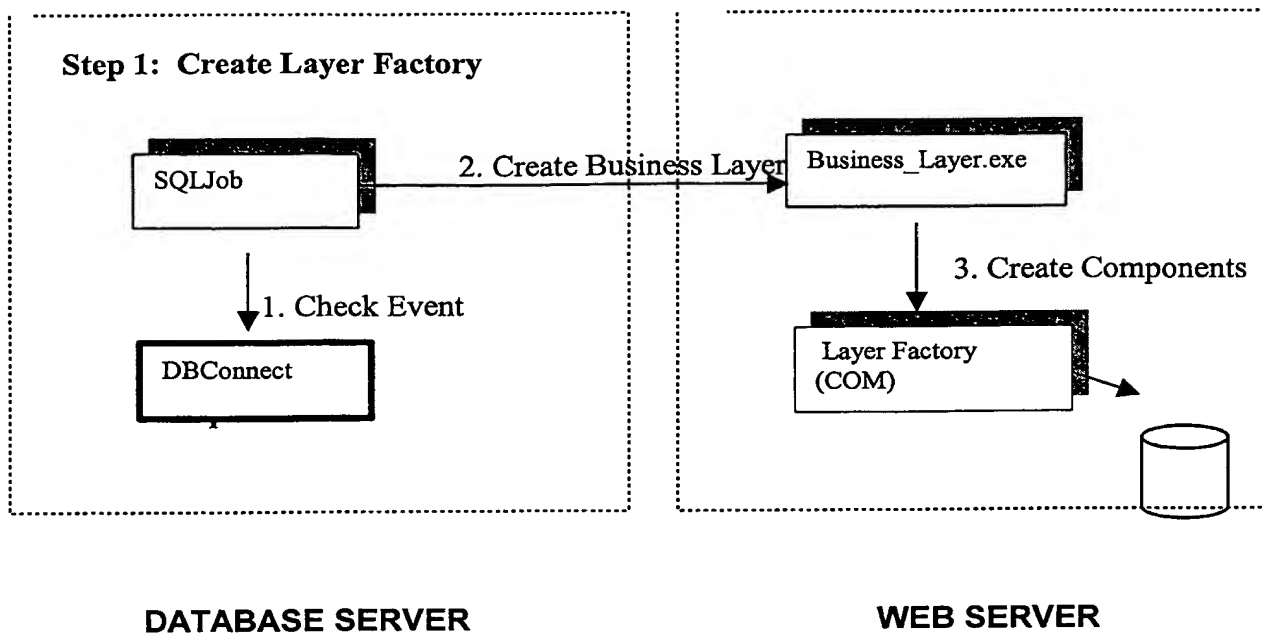 Step 1: Create Layer Factory
SQLJob
2. Create Business Layer
Business_Layer.exe
1. Check Event
3. Create Components
DBConnect
Layer Factory
(COM)
DATABASE SERVER
WEB SERVER